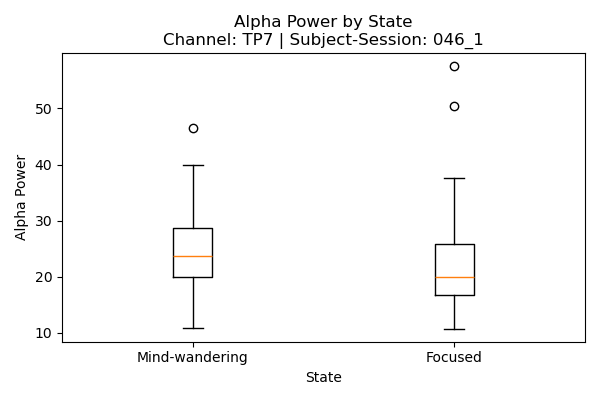 Alpha Power by State
Channel: TP7 | Subject-Session: 046_1
Alpha Power
50
40
30
20
10
Mind-wandering
Focused
State